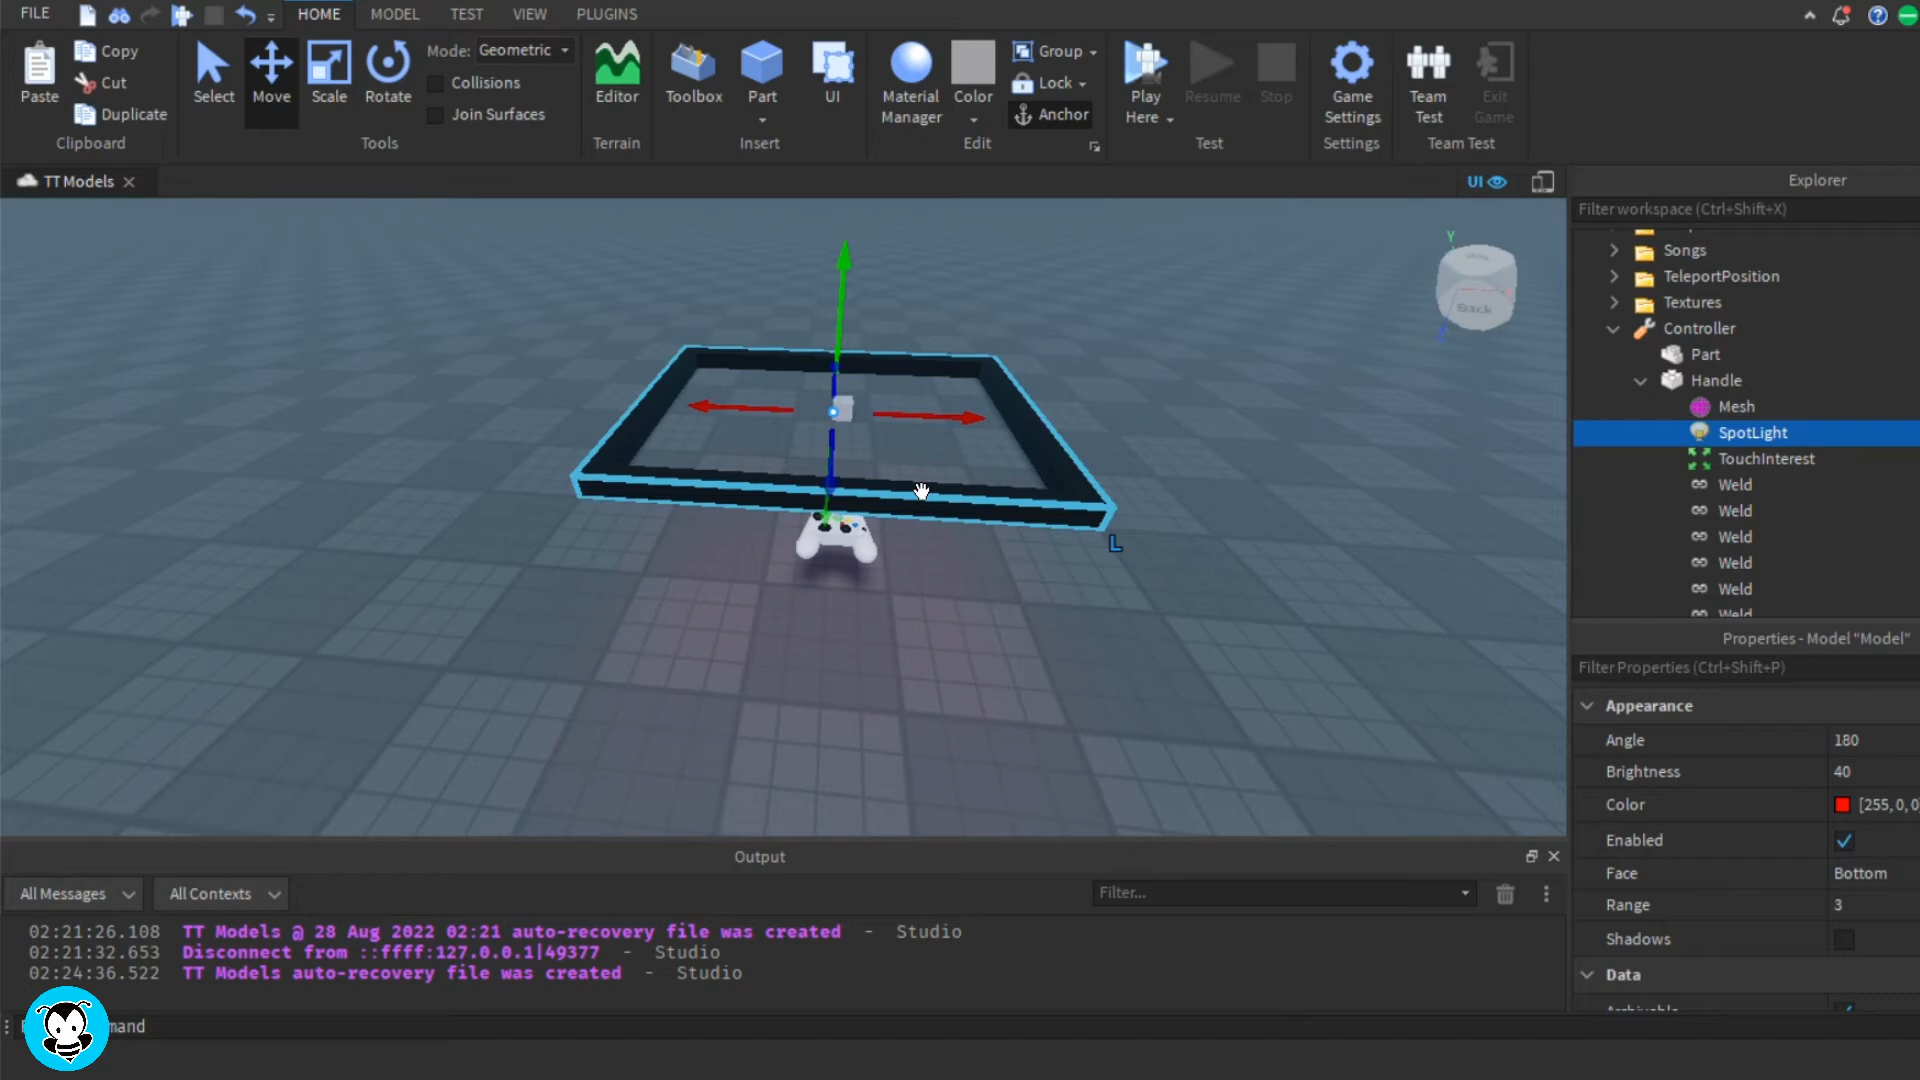 FILE HOME MODEL TEST VIEW PLUGINS
Copy
Mode: Geometric
Group
Cut
Collisions
Lock
Paste Select Move Scale Rotate Editor Toolbox Part UI Material Manager Color Play Here Resume Stop Game Settings Team Test Exit Game
Duplicate
Join Surfaces
Anchor
Clipboard Tools Terrain Insert Edit Test Settings Team Test
TT Models
UI
Explorer
Filter workspace (Ctrl+Shift+X)
Songs
TeleportPosition
Textures
Controller
Part
Handle
Mesh
SpotLight
TouchInterest
Weld
Weld
Weld
Weld
Weld
Weld
Y
Back
L
Properties - Model "Model"
Filter Properties (Ctrl+Shift+P)
Appearance
Angle 180
Brightness 40
Color [255, 0, 0
Enabled
Face Bottom
Range 3
Shadows
Data
Archivable
Output
All Messages All Contexts Filter...
02:21:26.108 TT Models @ 28 Aug 2022 02:21 auto-recovery file was created - Studio
02:21:32.653 Disconnect from ::ffff:127.0.0.1|49377 - Studio
02:24:36.522 TT Models auto-recovery file was created - Studio
mand